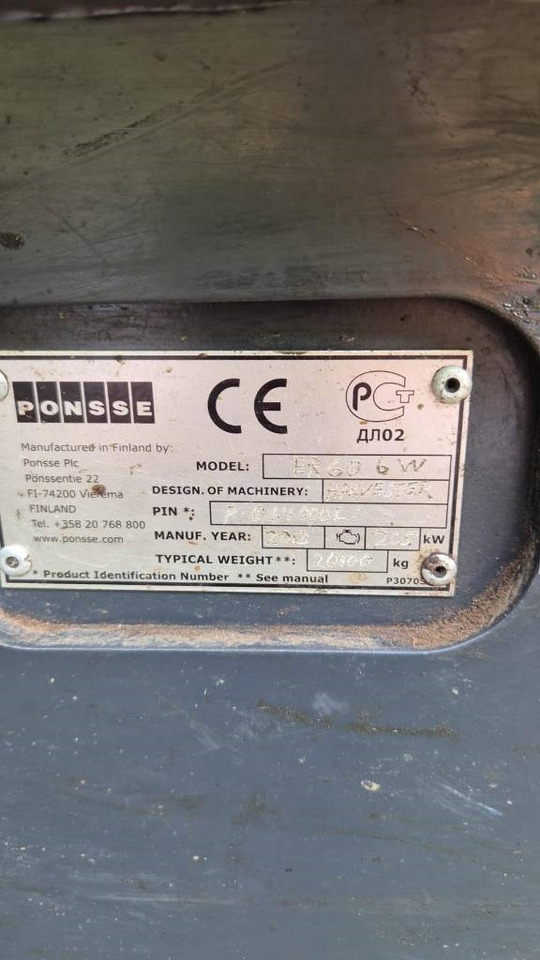 PONSSE
CE
PCT
ДЛ02
Manufactured in Finland by:
Ponsse Plc
Ponssentie 22
FI-74200 Vieremä
FINLAND
Tel. +358 20 768 800
www.ponsse.com
MODEL: 6W
DESIGN. OF MACHINERY: HARVESTER
PIN *:
MANUF. YEAR: kW
TYPICAL WEIGHT**: kg
* Product Identification Number ** See manual